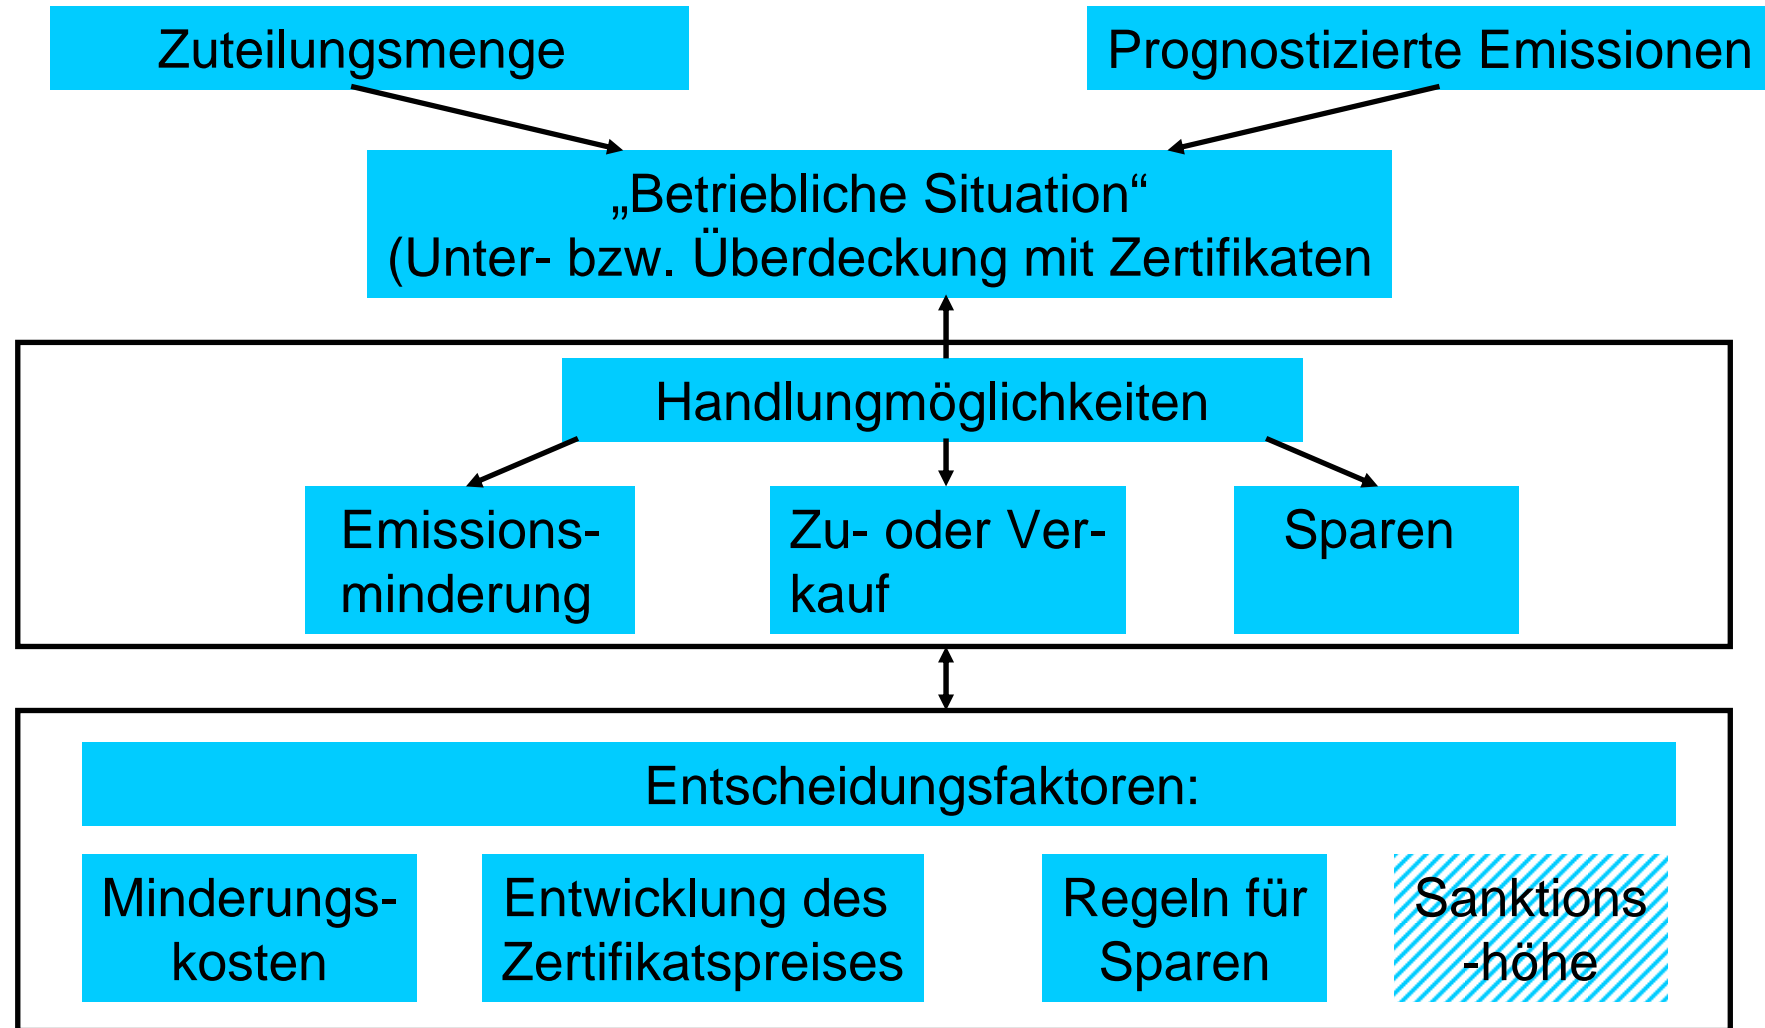 Zuteilungsmenge
Prognostizierte Emissionen
„Betriebliche Situation“
(Unter- bzw. Überdeckung mit Zertifikaten
Handlungmöglichkeiten
Emissions-
minderung
Zu- oder Ver-
kauf
Sparen
Entscheidungsfaktoren:
Minderungs-
kosten
Entwicklung des
Zertifikatspreises
Regeln für
Sparen
Sanktions
-höhe